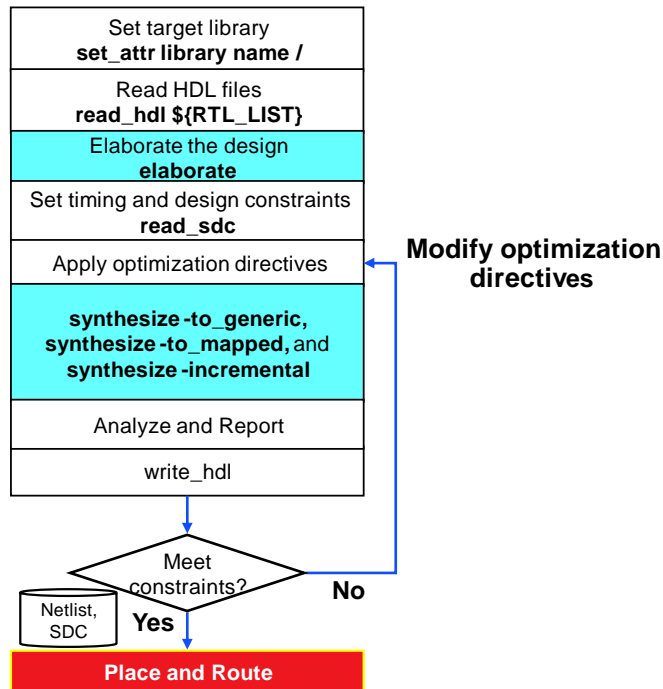 Set target library
set_attr library name /
Read HDL files
read_hdl ${RTL_LIST}
Elaborate the design
elaborate
Set timing and design constraints
read_sdc
Apply optimization directives
Modify optimization
directives
synthesize -to_generic,
synthesize -to_mapped, and
synthesize -incremental
Analyze and Report
write_hdl
Meet
constraints?
No
Netlist,
SDC
Yes
Place and Route